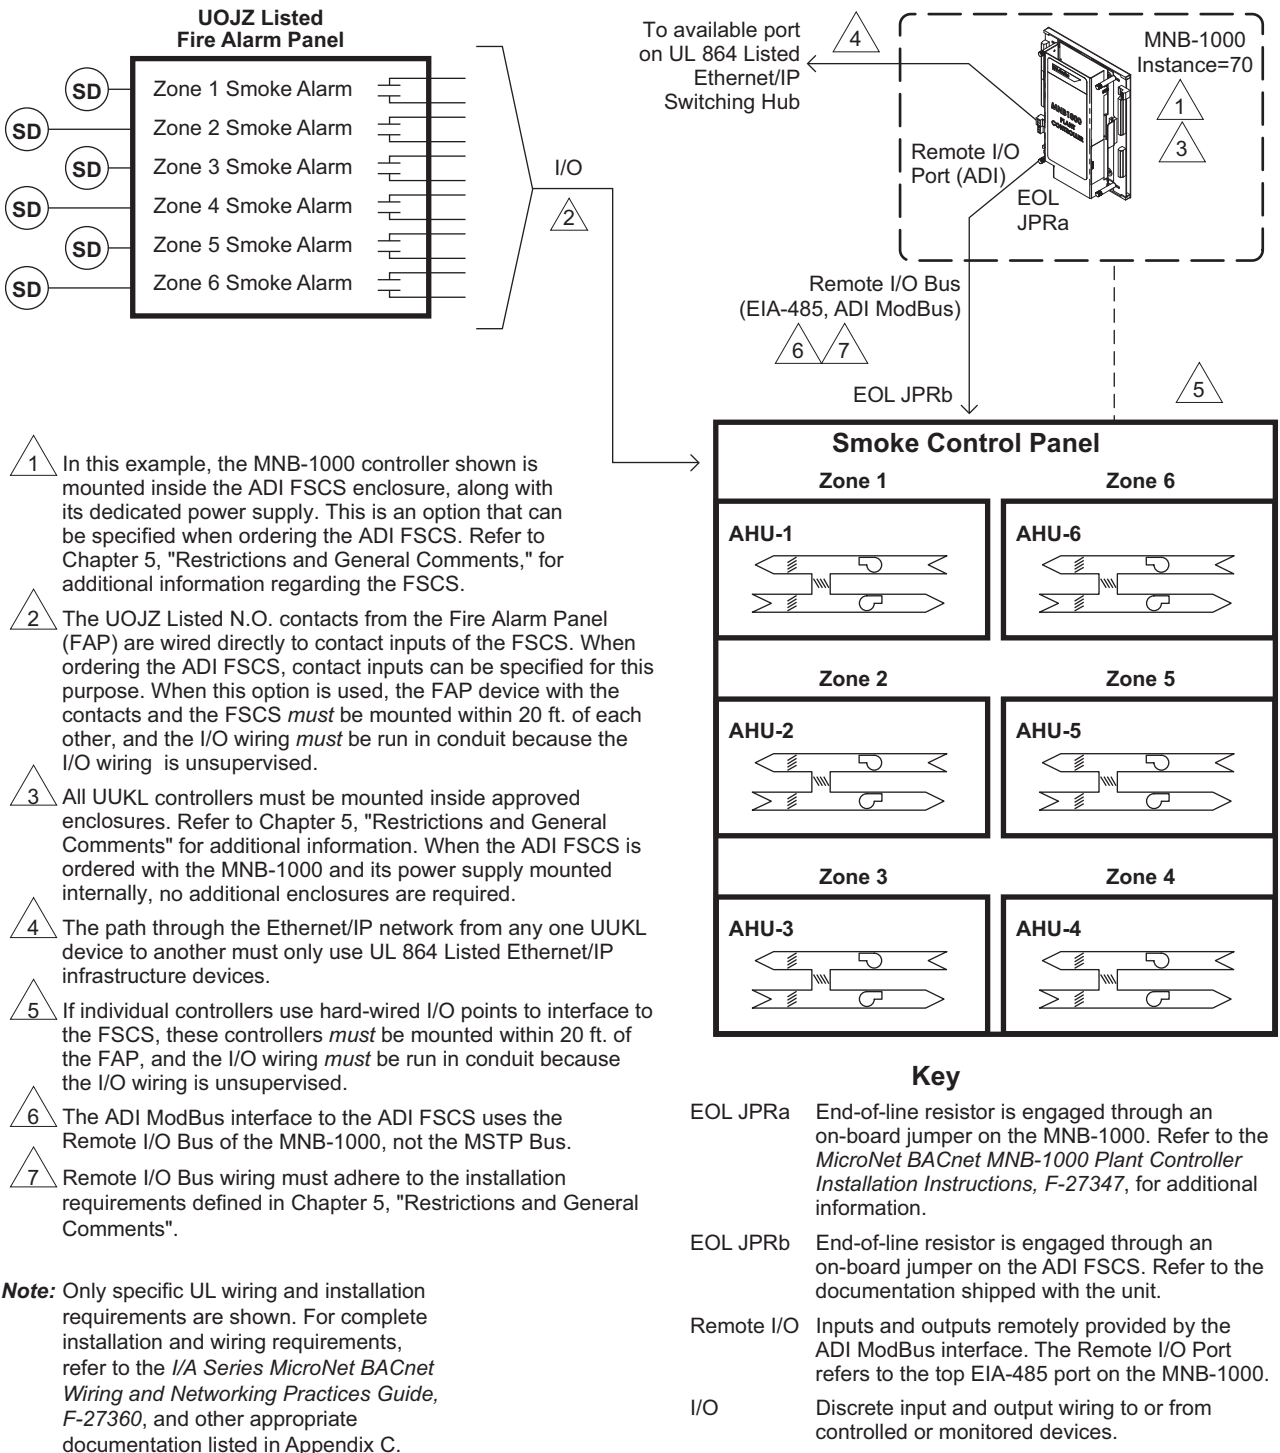 UOJZ Listed
Fire Alarm Panel
SD
Zone 1 Smoke Alarm
SD
Zone 2 Smoke Alarm
SD
Zone 3 Smoke Alarm
SD
Zone 4 Smoke Alarm
SD
Zone 5 Smoke Alarm
SD
Zone 6 Smoke Alarm
I/O
2
To available port
on UL 864 Listed
Ethernet/IP
Switching Hub
4
MNB-1000
Instance=70
1
3
MNB1000
PLANT
CONTROLLER
Remote I/O
Port (ADI)
EOL
JPRa
Remote I/O Bus
(EIA-485, ADI ModBus)
6
7
EOL JPRb
5
Smoke Control Panel
Zone 1
Zone 6
AHU-1
AHU-6
Zone 2
Zone 5
AHU-2
AHU-5
Zone 3
Zone 4
AHU-3
AHU-4
1 In this example, the MNB-1000 controller shown is
mounted inside the ADI FSCS enclosure, along with
its dedicated power supply. This is an option that can
be specified when ordering the ADI FSCS. Refer to
Chapter 5, "Restrictions and General Comments," for
additional information regarding the FSCS.
2 The UOJZ Listed N.O. contacts from the Fire Alarm Panel
(FAP) are wired directly to contact inputs of the FSCS. When
ordering the ADI FSCS, contact inputs can be specified for this
purpose. When this option is used, the FAP device with the
contacts and the FSCS must be mounted within 20 ft. of each
other, and the I/O wiring must be run in conduit because the
I/O wiring is unsupervised.
3 All UUKL controllers must be mounted inside approved
enclosures. Refer to Chapter 5, "Restrictions and General
Comments" for additional information. When the ADI FSCS is
ordered with the MNB-1000 and its power supply mounted
internally, no additional enclosures are required.
4 The path through the Ethernet/IP network from any one UUKL
device to another must only use UL 864 Listed Ethernet/IP
infrastructure devices.
5 If individual controllers use hard-wired I/O points to interface to
the FSCS, these controllers must be mounted within 20 ft. of
the FAP, and the I/O wiring must be run in conduit because
the I/O wiring is unsupervised.
6 The ADI ModBus interface to the ADI FSCS uses the
Remote I/O Bus of the MNB-1000, not the MSTP Bus.
7 Remote I/O Bus wiring must adhere to the installation
requirements defined in Chapter 5, "Restrictions and General
Comments".
Note: Only specific UL wiring and installation
requirements are shown. For complete
installation and wiring requirements,
refer to the I/A Series MicroNet BACnet
Wiring and Networking Practices Guide,
F-27360, and other appropriate
documentation listed in Appendix C.
Key
EOL JPRa End-of-line resistor is engaged through an
on-board jumper on the MNB-1000. Refer to the
MicroNet BACnet MNB-1000 Plant Controller
Installation Instructions, F-27347, for additional
information.
EOL JPRb End-of-line resistor is engaged through an
on-board jumper on the ADI FSCS. Refer to the
documentation shipped with the unit.
Remote I/O Inputs and outputs remotely provided by the
ADI ModBus interface. The Remote I/O Port
refers to the top EIA-485 port on the MNB-1000.
I/O Discrete input and output wiring to or from
controlled or monitored devices.